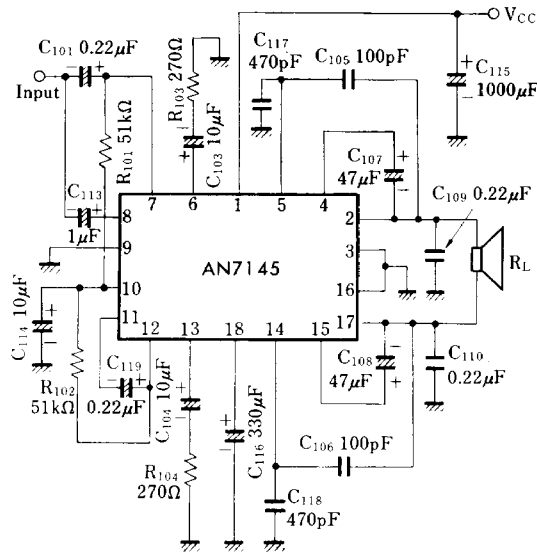 VCC
C101 0.22μF
Input
R101 51kΩ
C113
1μF
R103 270Ω
C103 10μF
C117
470pF
C105 100pF
C115
1000μF
C107
47μF
C109 0.22μF
RL
7 6 1 5 4
8
9
10
11
2
3
16
17
AN7145
12 13 18 14 15
C114 10μF
R102
51kΩ
C119
0.22μF
C104 10μF
R104
270Ω
C116 330μF
C108
47μF
C110
0.22μF
C106 100pF
C118
470pF